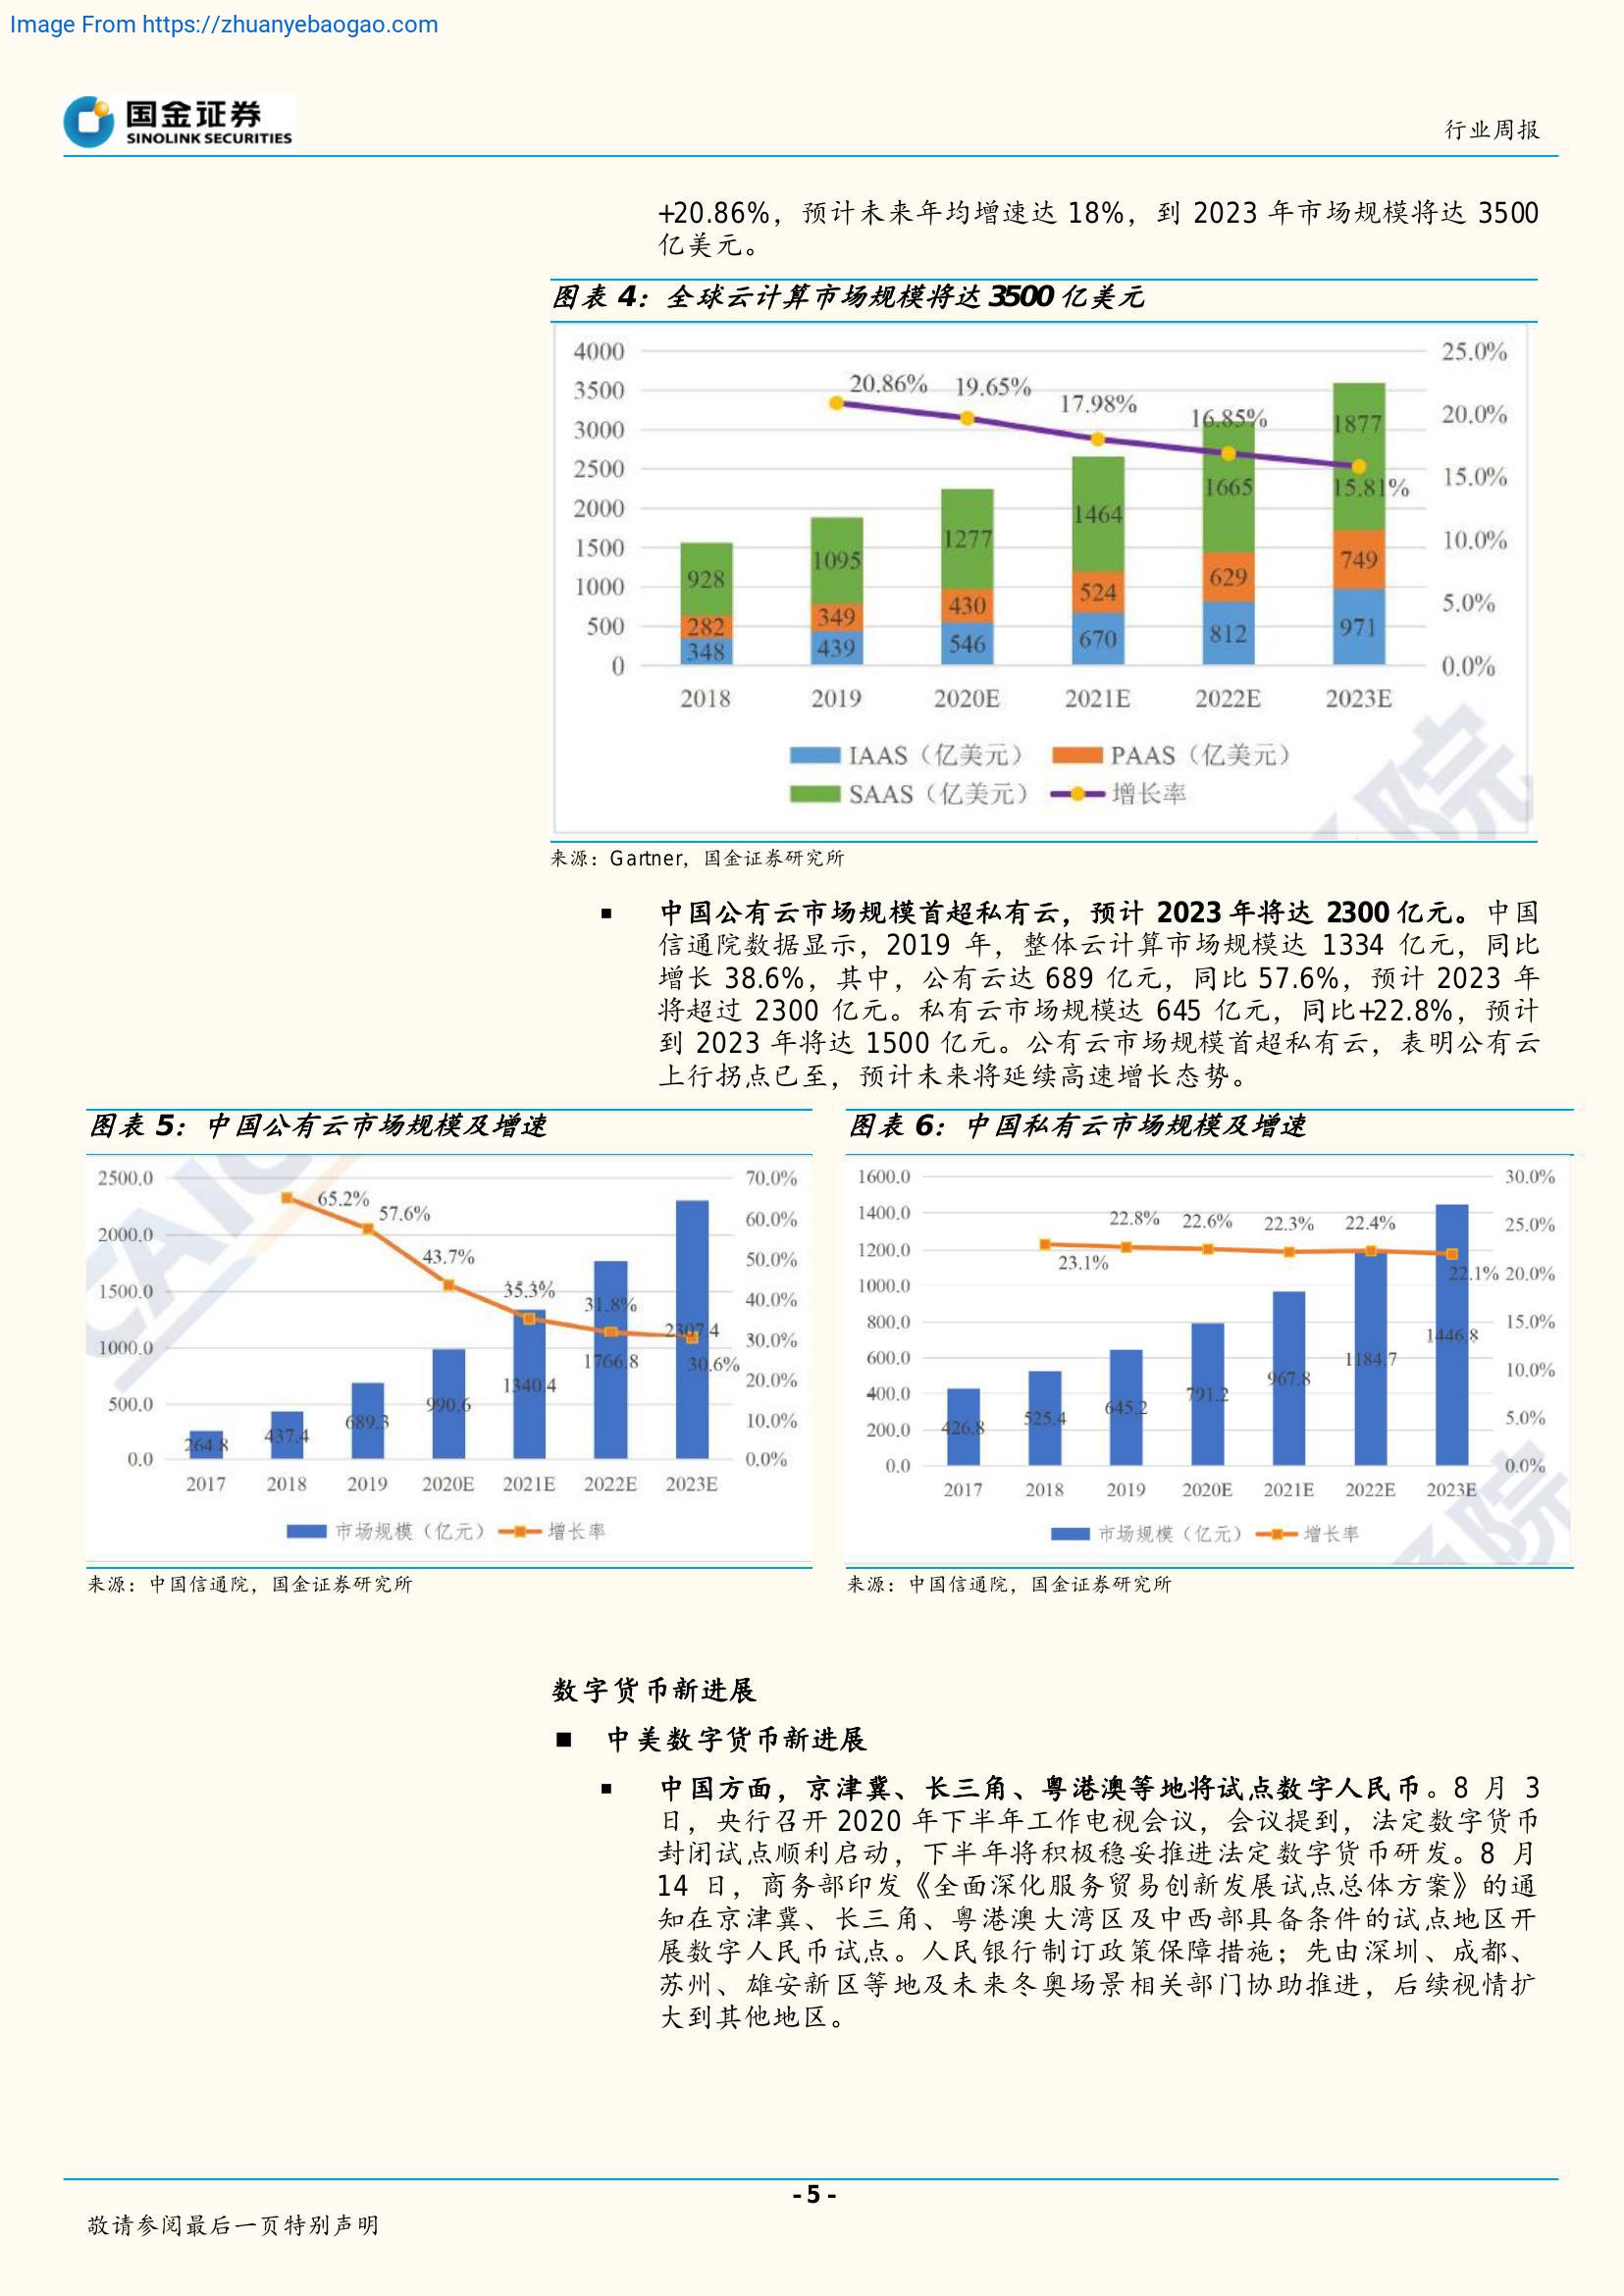 Image From https://zhuanyebaogao.com
国金证券
SINOLINK SECURITIES
行业周报
+20.86%，预计未来年均增速达 18%，到 2023 年市场规模将达 3500
亿美元。
图表 4：全球云计算市场规模将达 3500 亿美元
4000
3500
3000
2500
2000
1500
1000
500
0
25.0%
20.0%
15.0%
10.0%
5.0%
0.0%
20.86%
19.65%
17.98%
16.85%
15.81%
928
1095
1277
1464
1665
1877
282
349
430
524
629
749
348
439
546
670
812
971
2018
2019
2020E
2021E
2022E
2023E
IAAS（亿美元）
PAAS（亿美元）
SAAS（亿美元）
增长率
院
来源：Gartner，国金证券研究所
■ 中国公有云市场规模首超私有云，预计 2023 年将达 2300 亿元。中国
信通院数据显示，2019 年，整体云计算市场规模达 1334 亿元，同比
增长 38.6%，其中，公有云达 689 亿元，同比 57.6%，预计 2023 年
将超过 2300 亿元。私有云市场规模达 645 亿元，同比+22.8%，预计
到 2023 年将达 1500 亿元。公有云市场规模首超私有云，表明公有云
上行拐点已至，预计未来将延续高速增长态势。
图表 5：中国公有云市场规模及增速
CAIC
2500.0
2000.0
1500.0
1000.0
500.0
0.0
70.0%
60.0%
50.0%
40.0%
30.0%
20.0%
10.0%
0.0%
65.2%
57.6%
43.7%
35.3%
31.8%
30.6%
264.8
437.4
689.3
990.6
1340.4
1766.8
2307.4
2017
2018
2019
2020E
2021E
2022E
2023E
市场规模（亿元）
增长率
来源：中国信通院，国金证券研究所
图表 6：中国私有云市场规模及增速
1600.0
1400.0
1200.0
1000.0
800.0
600.0
400.0
200.0
0.0
30.0%
25.0%
20.0%
15.0%
10.0%
5.0%
0.0%
23.1%
22.8%
22.6%
22.3%
22.4%
22.1%
426.8
525.4
645.2
791.2
967.8
1184.7
1446.8
2017
2018
2019
2020E
2021E
2022E
2023E
市场规模（亿元）
增长率
院
来源：中国信通院，国金证券研究所
数字货币新进展
■ 中美数字货币新进展
■ 中国方面，京津冀、长三角、粤港澳等地将试点数字人民币。8 月 3
日，央行召开 2020 年下半年工作电视会议，会议提到，法定数字货币
封闭试点顺利启动，下半年将积极稳妥推进法定数字货币研发。8 月
14 日，商务部印发《全面深化服务贸易创新发展试点总体方案》的通
知在京津冀、长三角、粤港澳大湾区及中西部具备条件的试点地区开
展数字人民币试点。人民银行制订政策保障措施；先由深圳、成都、
苏州、雄安新区等地及未来冬奥场景相关部门协助推进，后续视情扩
大到其他地区。
- 5 -
敬请参阅最后一页特别声明